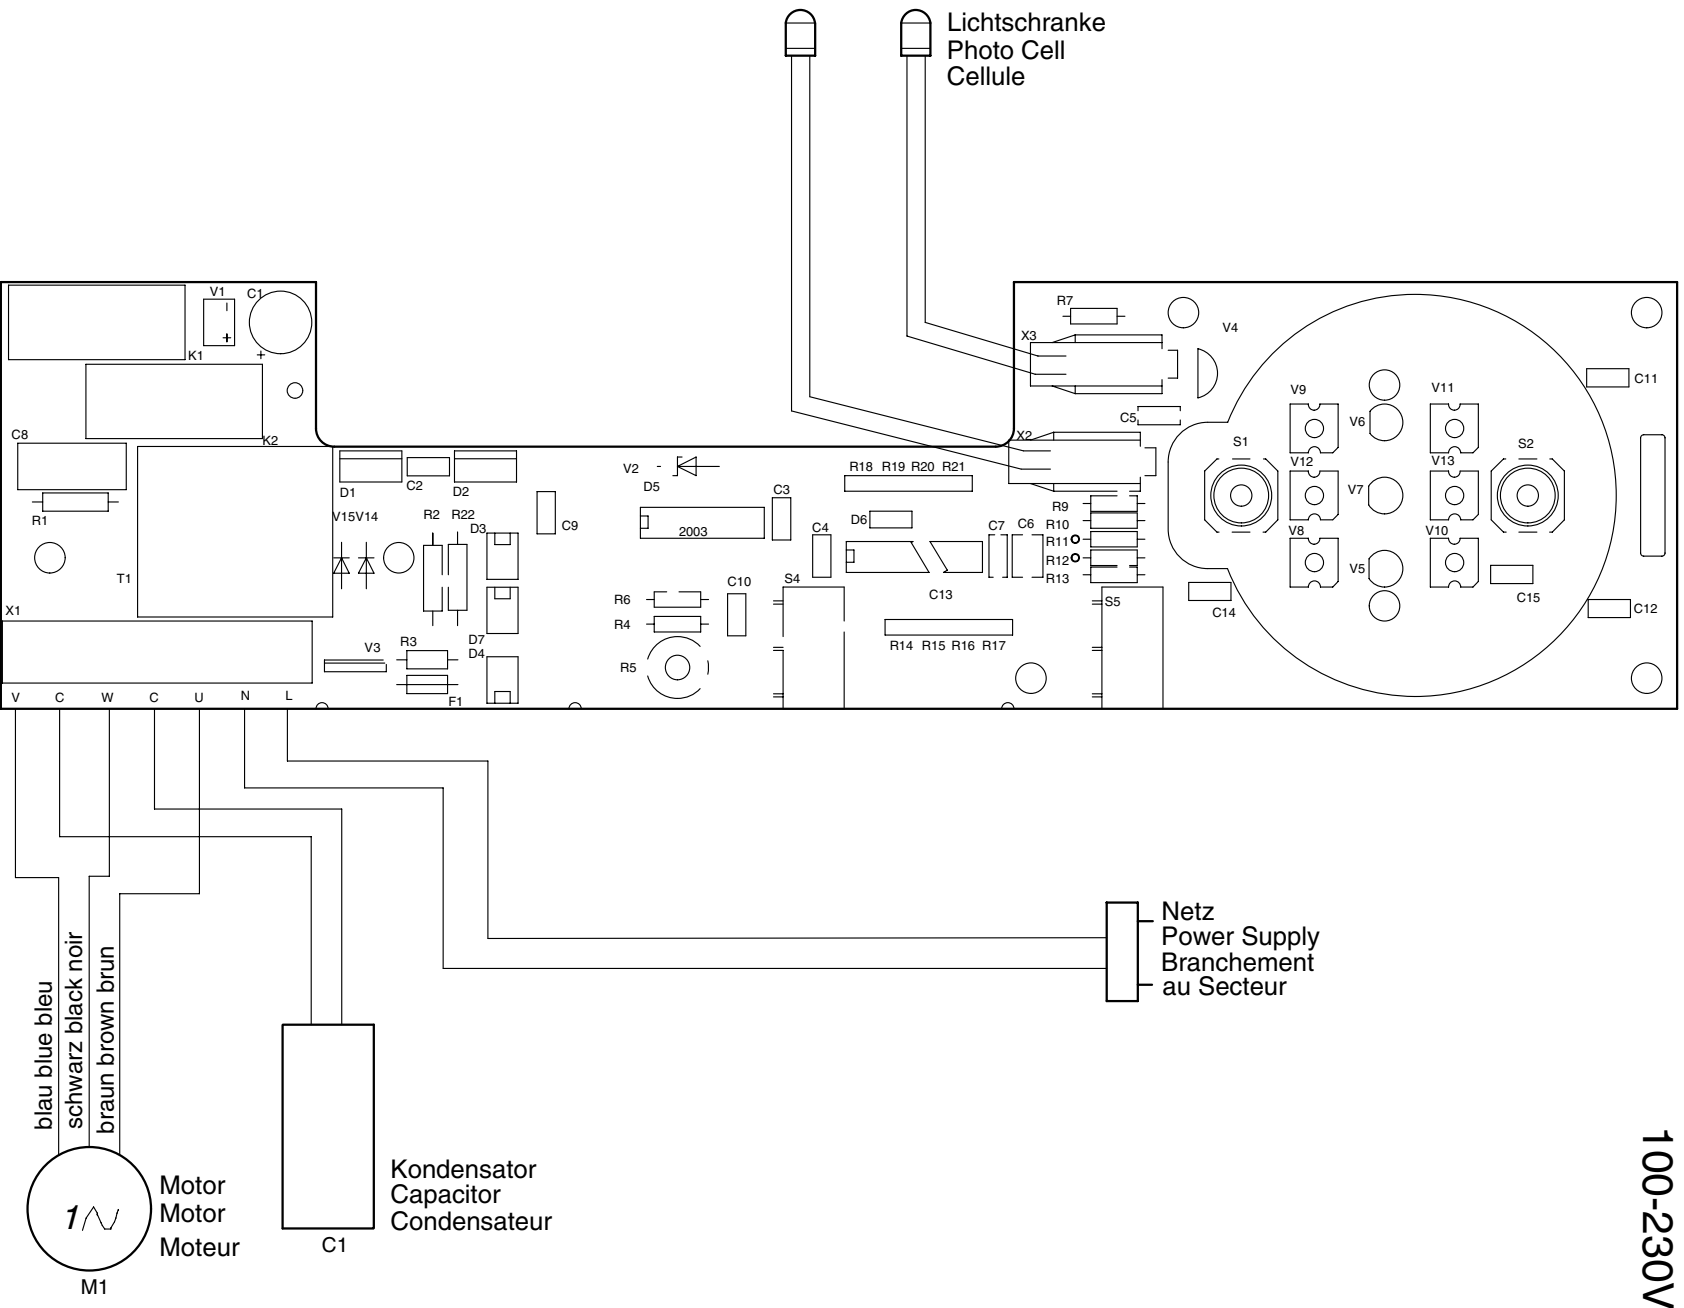 Lichtschranke
Photo Cell
Cellule
V1 C1
- +
+
K1
K2
C8
R1
T1
X1
D1 C2 D2
V15V14 R2 R22
D3
C9
D7
D4
V3 R3
F1
V2
D5
2003
C3
C4
D6
R18 R19 R20 R21
C7 C6
C13
S4
C10
R6
R4
R5
R14 R15 R16 R17
R7
X3
V4
C5
X2
R9
R10
R11
R12
R13
S5
S1
S2
V9
V11
V6
V12
V13
V7
V8
V10
V5
C11
C12
C14
C15
V C W C U N L
Netz
Power Supply
Branchement
au Secteur
blau blue bleu
schwarz black noir
braun brown brun
1
Motor
Motor
Moteur
M1
Kondensator
Capacitor
Condensateur
C1
100-230V